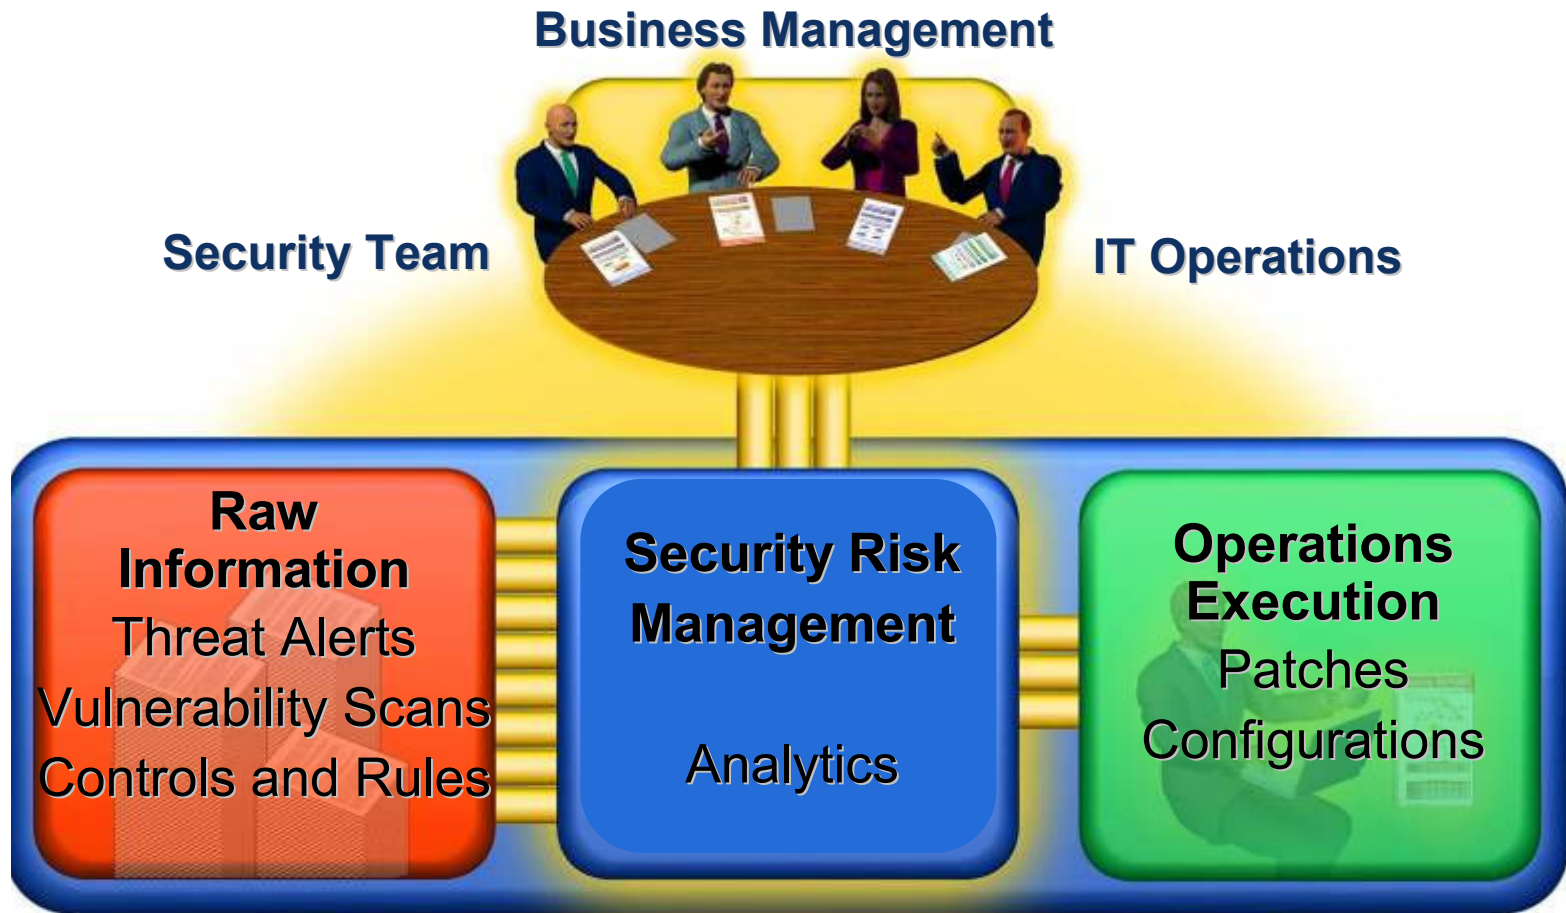 Business Management
Security Team
IT Operations
Raw
Information
Threat Alerts
Vulnerability Scans
Controls and Rules
Security Risk
Management
Analytics
Operations
Execution
Patches
Configurations